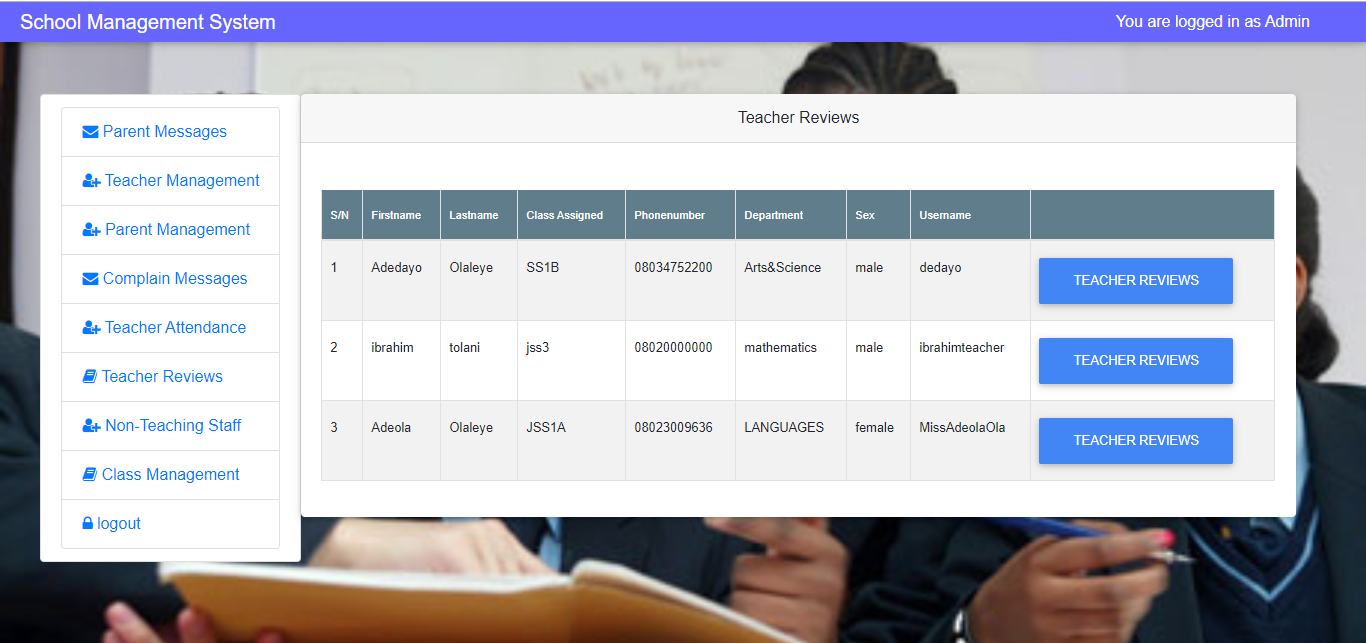 School Management System
You are logged in as Admin
Parent Messages
Teacher Management
Parent Management
Complain Messages
Teacher Attendance
Teacher Reviews
Non-Teaching Staff
Class Management
logout
Teacher Reviews
S/N Firstname Lastname Class Assigned Phonenumber Department Sex Username
1 Adedayo Olaleye SS1B 08034752200 Arts&Science male dedayo TEACHER REVIEWS
2 ibrahim tolani jss3 08020000000 mathematics male ibrahimteacher TEACHER REVIEWS
3 Adeola Olaleye JSS1A 08023009636 LANGUAGES female MissAdeolaOla TEACHER REVIEWS